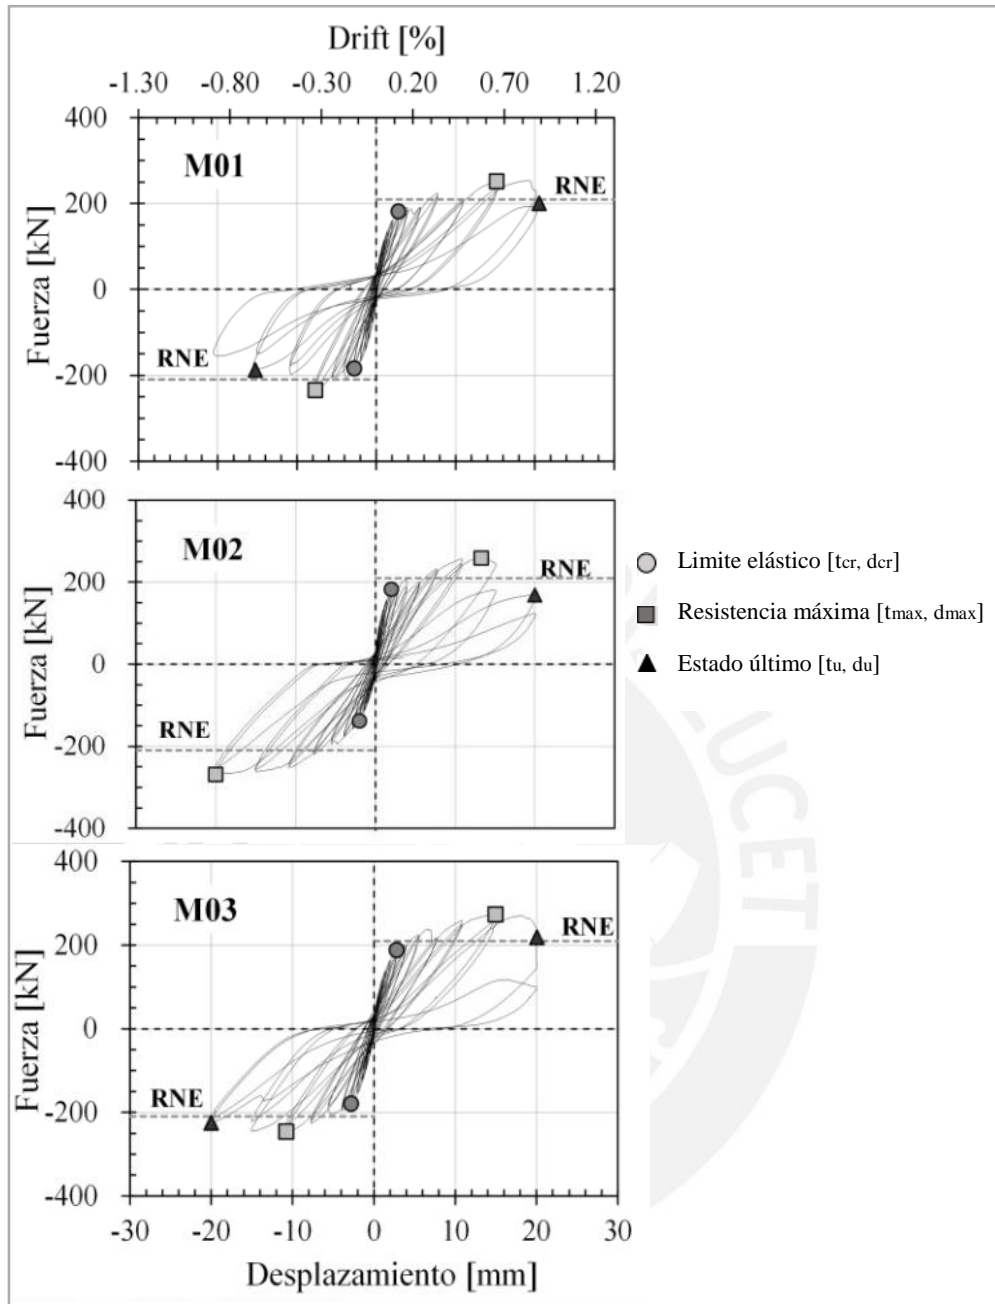 Drift [%]
-1.30 -0.80 -0.30 0.20 0.70 1.20
400
M01
RNE
200
Fuerza [kN]
0
RNE
-200
-400
400
M02
RNE
200
Fuerza [kN]
0
RNE
-200
-400
Limite elástico [tcr, dcr]
Resistencia máxima [tmax, dmax]
Estado último [tu, du]
400
M03
RNE
200
Fuerza [kN]
0
RNE
-200
-400
-30 -20 -10 0 10 20 30
Desplazamiento [mm]